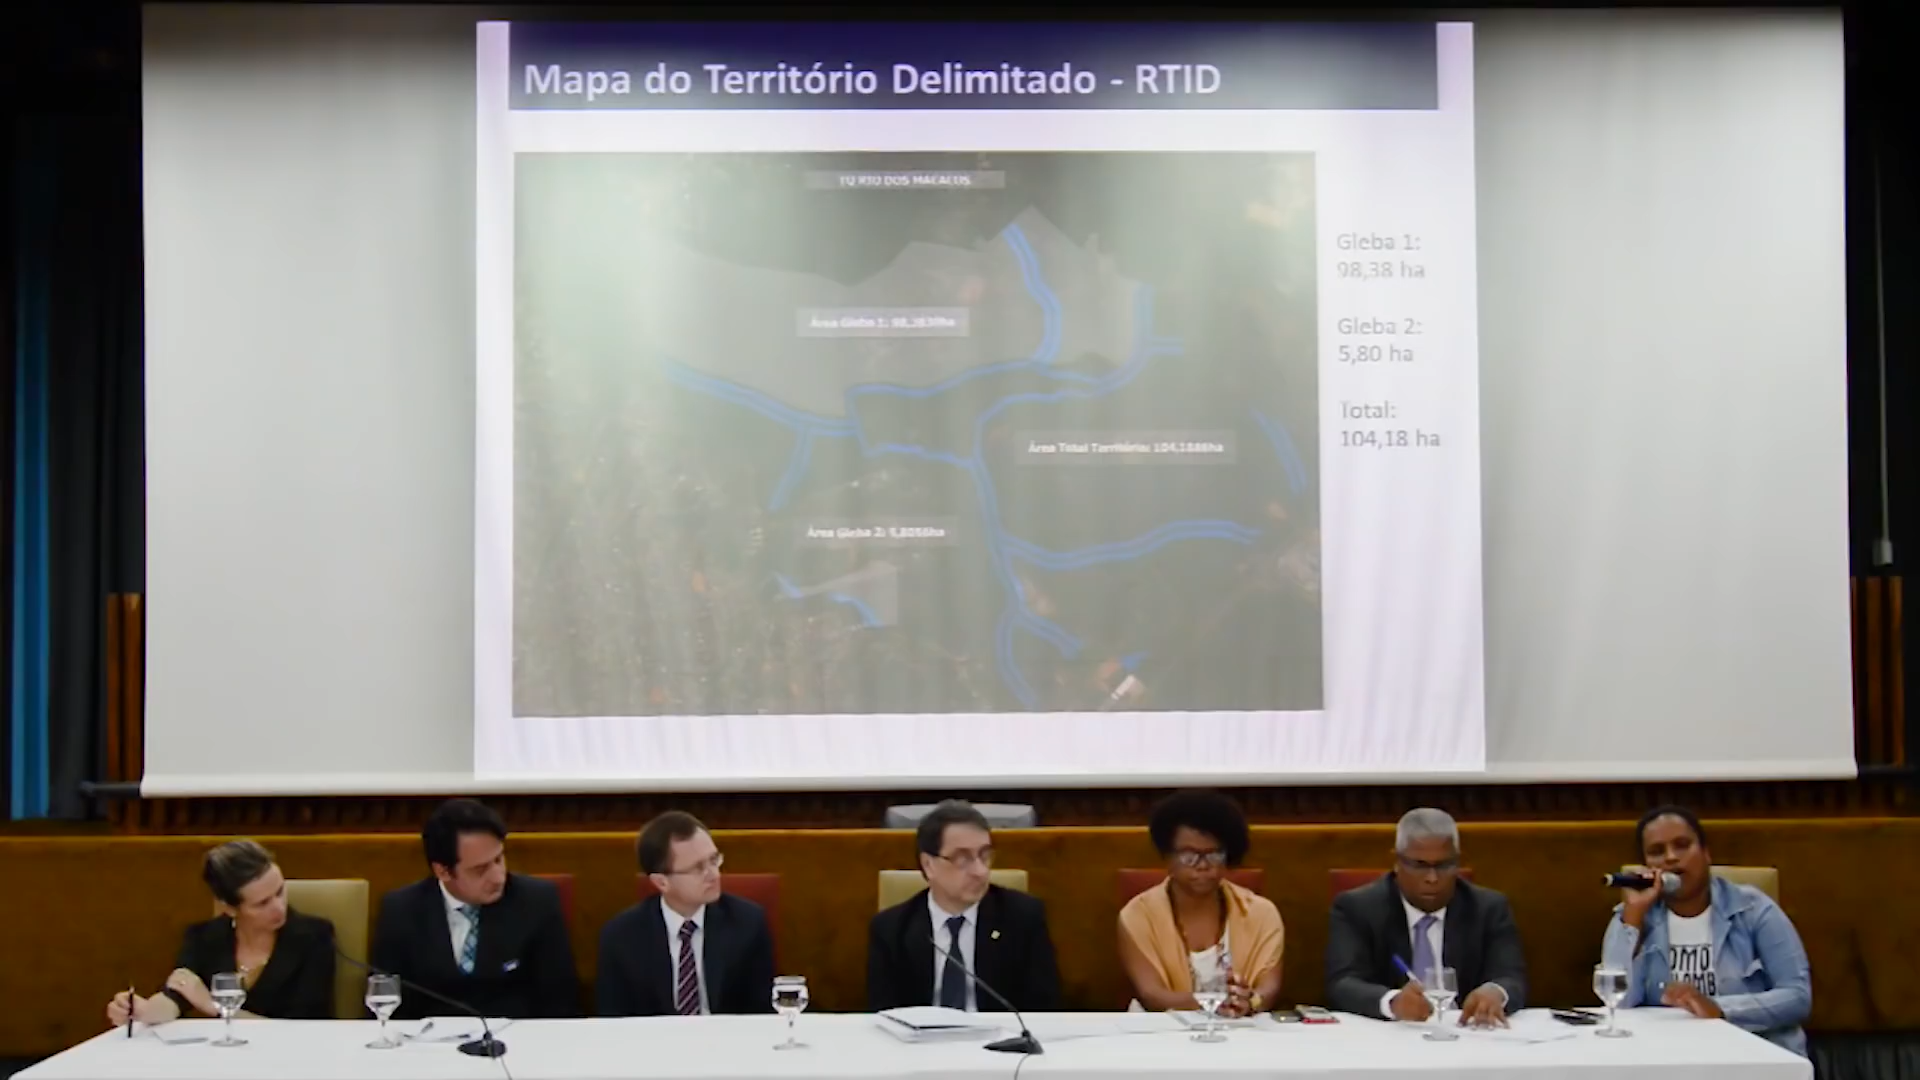 Mapa do Território Delimitado - RTID
TQ RIO DOS MACACOS
Gleba 1:
98,38 ha
Área Gleba 1: 98,3830ha
Gleba 2:
5,80 ha
Total:
104,18 ha
Área Total Território: 104,1886ha
Área Gleba 2: 5,8056ha
OMO
LOMB